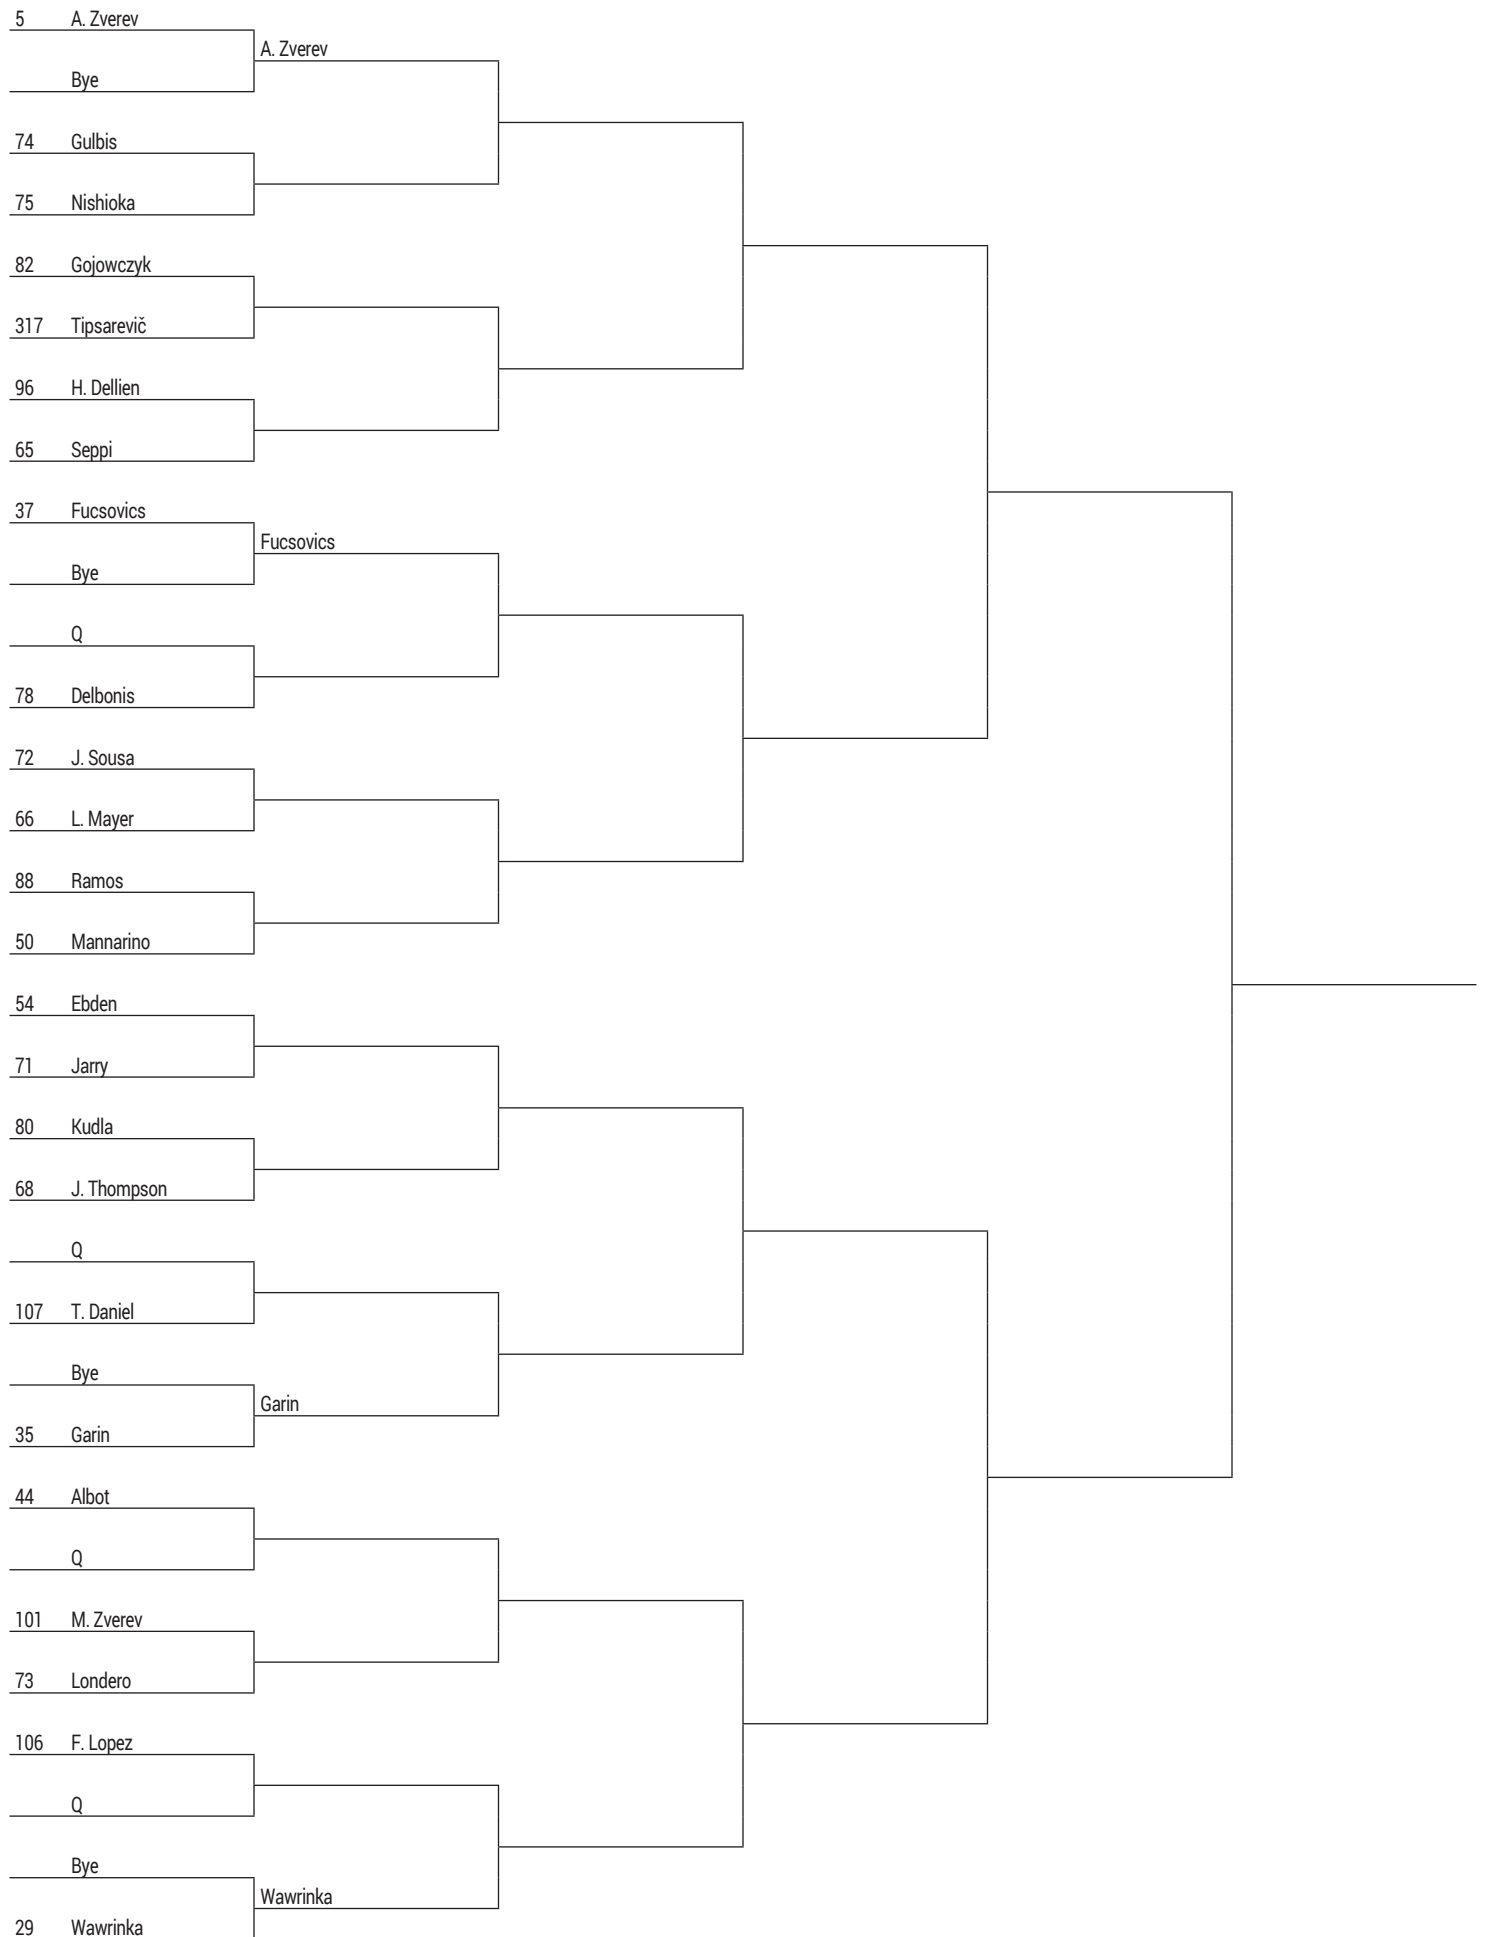 5 A. Zverev
A. Zverev
Bye
74 Gulbis
75 Nishioka
82 Gojowczyk
317 Tipsarevič
96 H. Dellien
65 Seppi
37 Fucsovics
Fucsovics
Bye
Q
78 Delbonis
72 J. Sousa
66 L. Mayer
88 Ramos
50 Mannarino
54 Ebden
71 Jarry
80 Kudla
68 J. Thompson
Q
107 T. Daniel
Bye
Garin
35 Garin
44 Albot
Q
101 M. Zverev
73 Londero
106 F. Lopez
Q
Bye
Wawrinka
29 Wawrinka